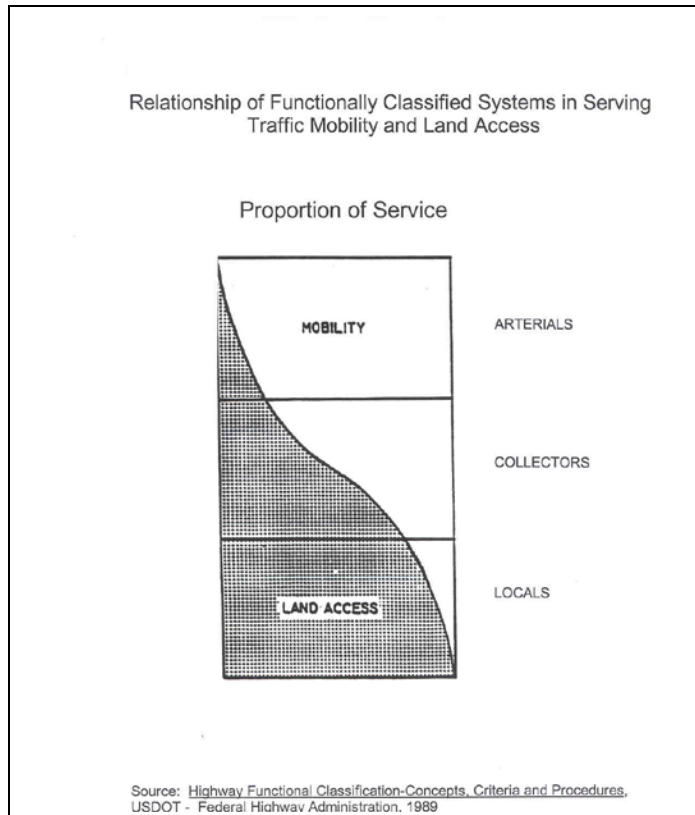 Relationship of Functionally Classified Systems in Serving
Traffic Mobility and Land Access
Proportion of Service
MOBILITY
ARTERIALS
COLLECTORS
LAND ACCESS
LOCALS
Source: Highway Functional Classification-Concepts, Criteria and Procedures,
USDOT - Federal Highway Administration, 1989